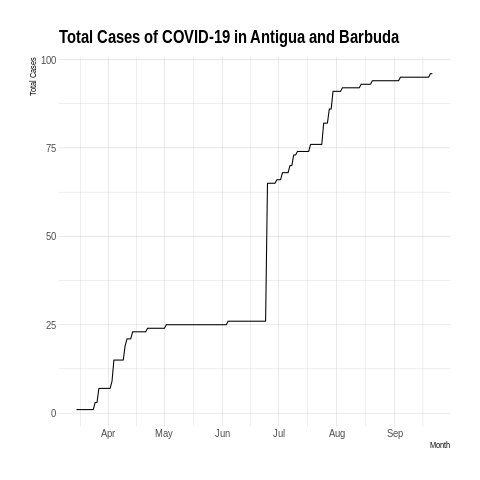 Total Cases of COVID-19 in Antigua and Barbuda
Total Cases
100
75
50
25
0
Apr May Jun Jul Aug Sep
Month